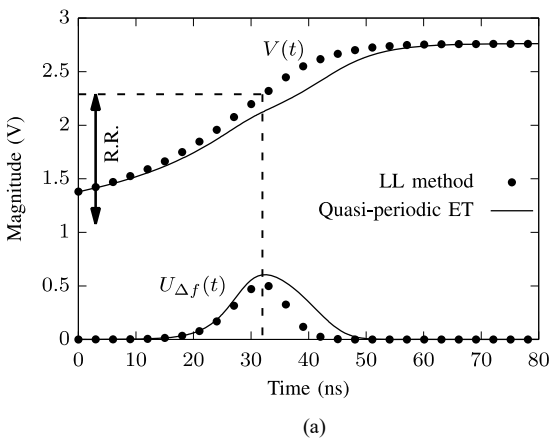 3
2.5
2
1.5
1
0.5
0
Magnitude (V)
R.R.
V(t)
LL method
Quasi-periodic ET
U_{Δf}(t)
0 10 20 30 40 50 60 70 80
Time (ns)
(a)